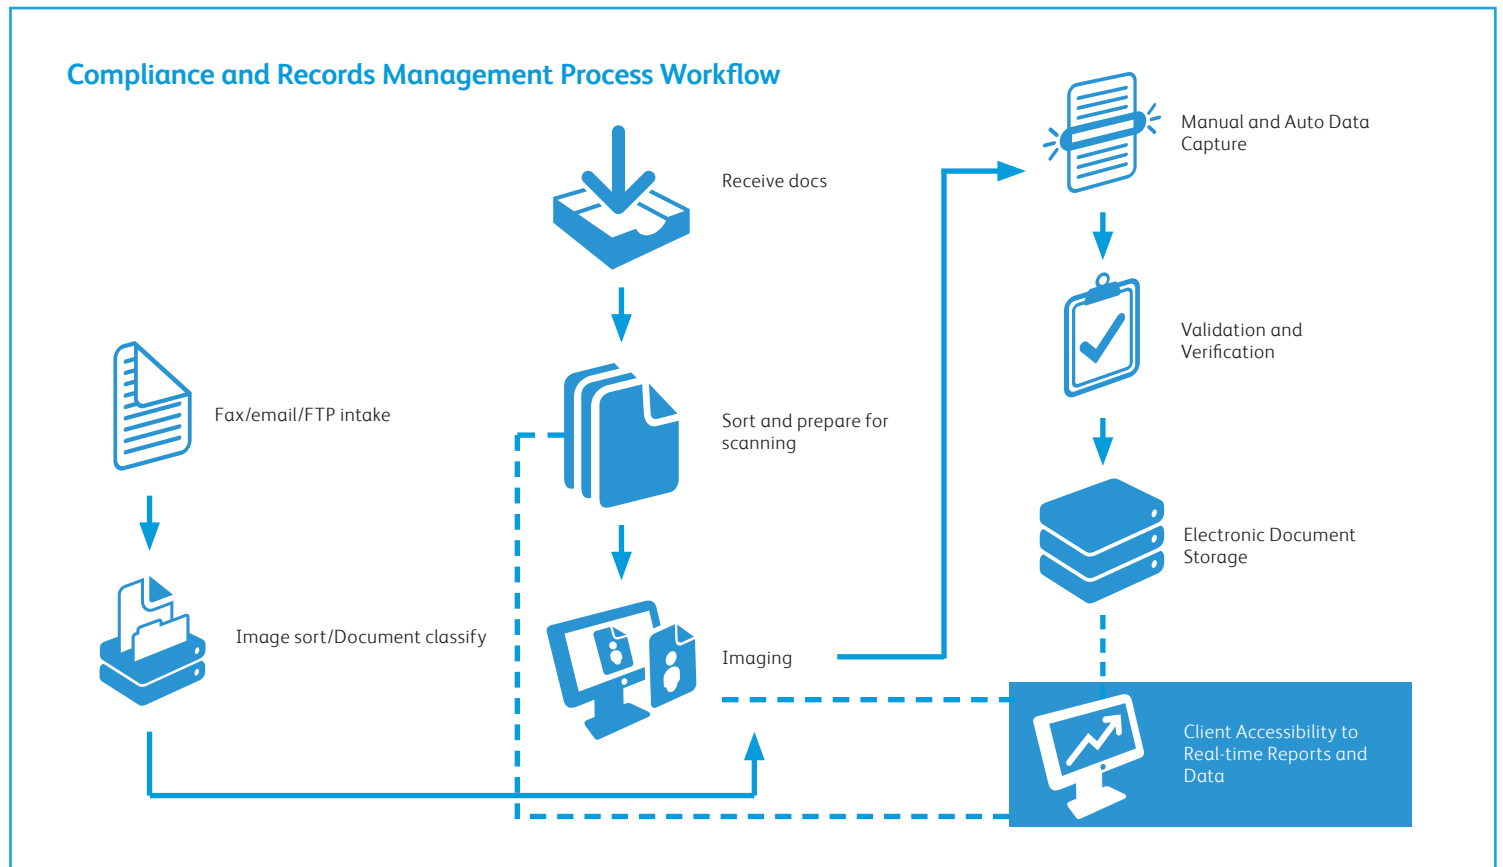 Compliance and Records Management Process Workflow
Receive docs
Manual and Auto Data
Capture
Fax/email/FTP intake
Sort and prepare for
scanning
Validation and
Verification
Image sort/Document classify
Imaging
Electronic Document
Storage
Client Accessibility to
Real-time Reports and
Data